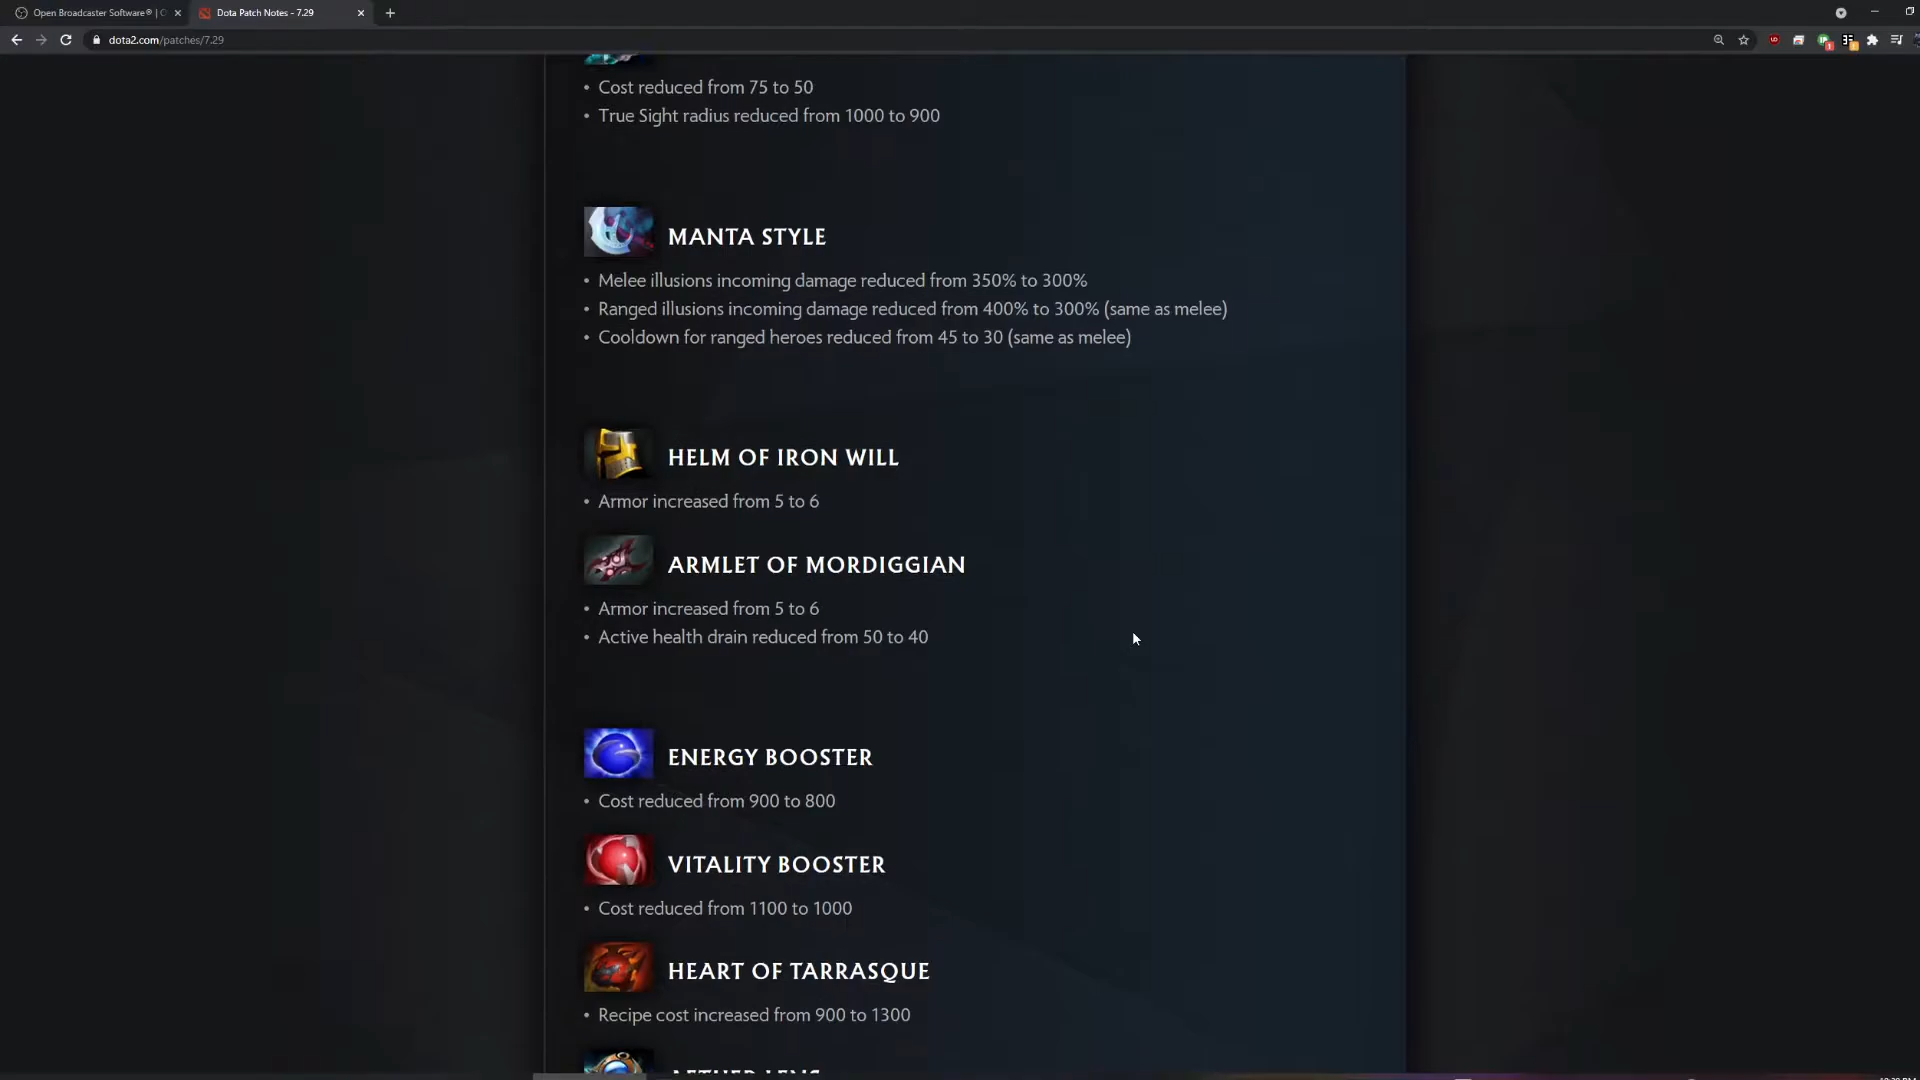 Open Broadcaster Software® |
Dota Patch Notes - 7.29
dota2.com/patches/7.29
• Cost reduced from 75 to 50
• True Sight radius reduced from 1000 to 900
MANTA STYLE
• Melee illusions incoming damage reduced from 350% to 300%
• Ranged illusions incoming damage reduced from 400% to 300% (same as melee)
• Cooldown for ranged heroes reduced from 45 to 30 (same as melee)
HELM OF IRON WILL
• Armor increased from 5 to 6
ARMLET OF MORDIGGIAN
• Armor increased from 5 to 6
• Active health drain reduced from 50 to 40
ENERGY BOOSTER
• Cost reduced from 900 to 800
VITALITY BOOSTER
• Cost reduced from 1100 to 1000
HEART OF TARRASQUE
• Recipe cost increased from 900 to 1300
AETHER LENS